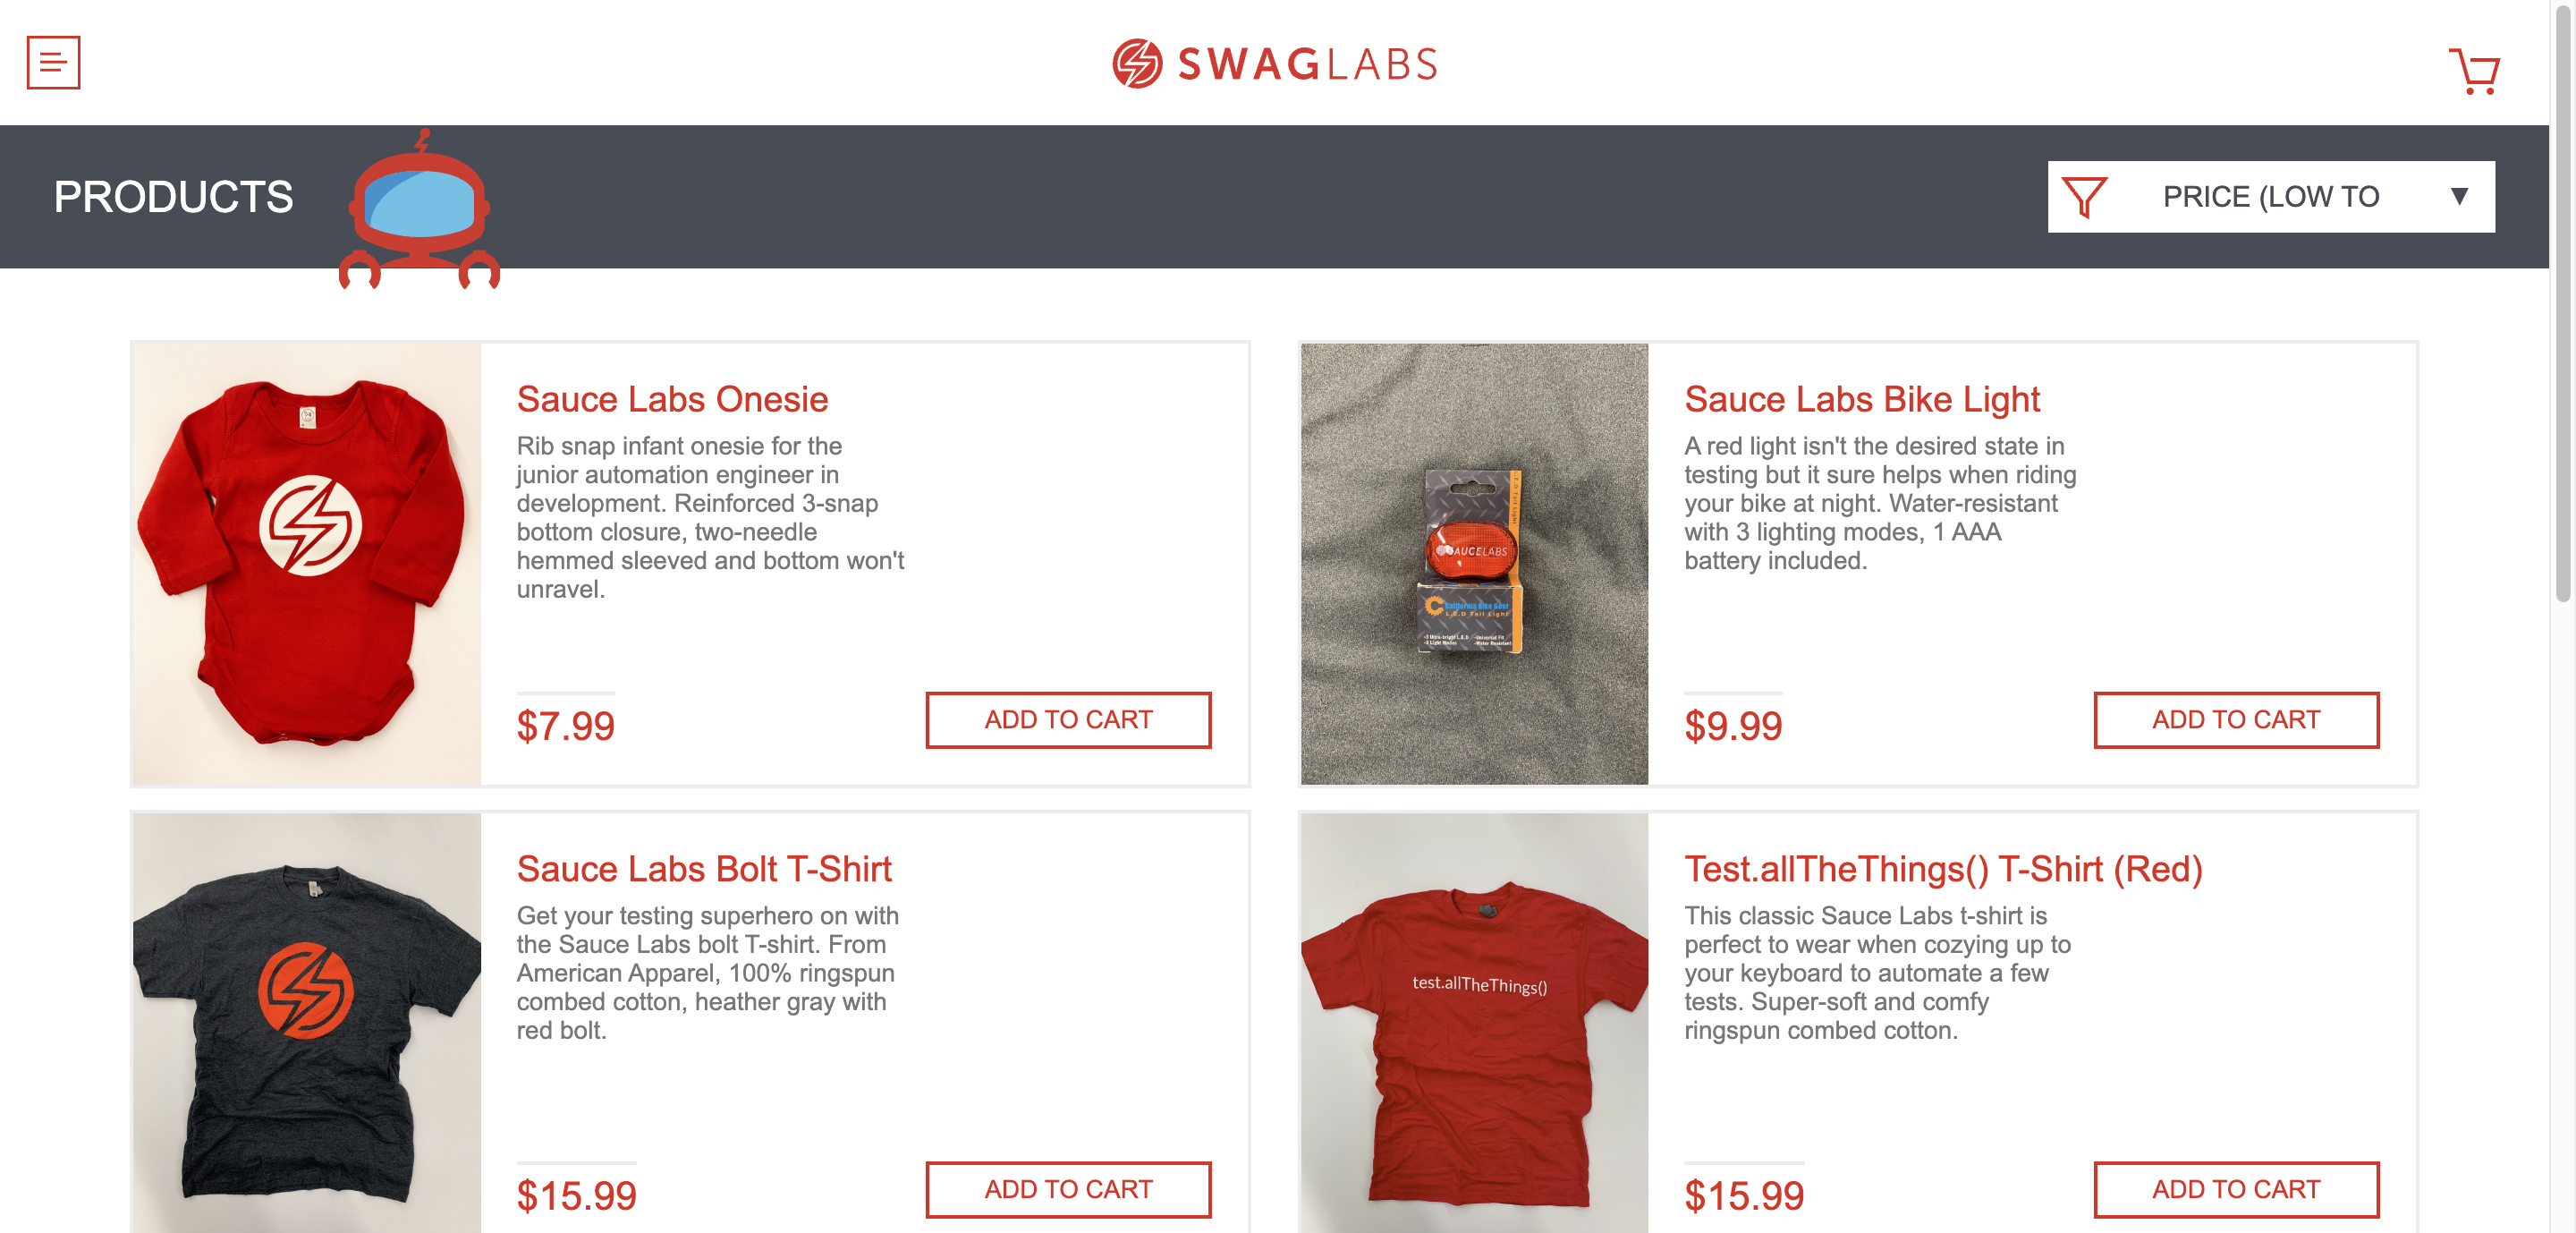 SWAGLABS
PRODUCTS
PRICE (LOW TO
Sauce Labs Onesie
Rib snap infant onesie for the
junior automation engineer in
development. Reinforced 3-snap
bottom closure, two-needle
hemmed sleeved and bottom won't
unravel.
$7.99
ADD TO CART
SAUCELABS
California Bike Gear
L.E.D Tail Light
Sauce Labs Bike Light
A red light isn't the desired state in
testing but it sure helps when riding
your bike at night. Water-resistant
with 3 lighting modes, 1 AAA
battery included.
$9.99
ADD TO CART
Sauce Labs Bolt T-Shirt
Get your testing superhero on with
the Sauce Labs bolt T-shirt. From
American Apparel, 100% ringspun
combed cotton, heather gray with
red bolt.
$15.99
ADD TO CART
test.allTheThings()
Test.allTheThings() T-Shirt (Red)
This classic Sauce Labs t-shirt is
perfect to wear when cozying up to
your keyboard to automate a few
tests. Super-soft and comfy
ringspun combed cotton.
$15.99
ADD TO CART